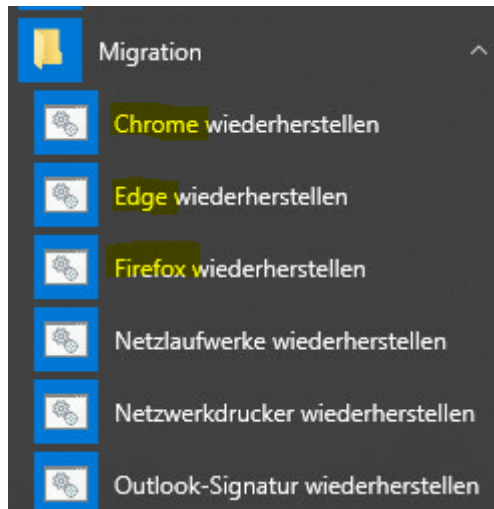 Migration
Chrome wiederherstellen
Edge wiederherstellen
Firefox wiederherstellen
Netzlaufwerke wiederherstellen
Netzwerkdrucker wiederherstellen
Outlook-Signatur wiederherstellen